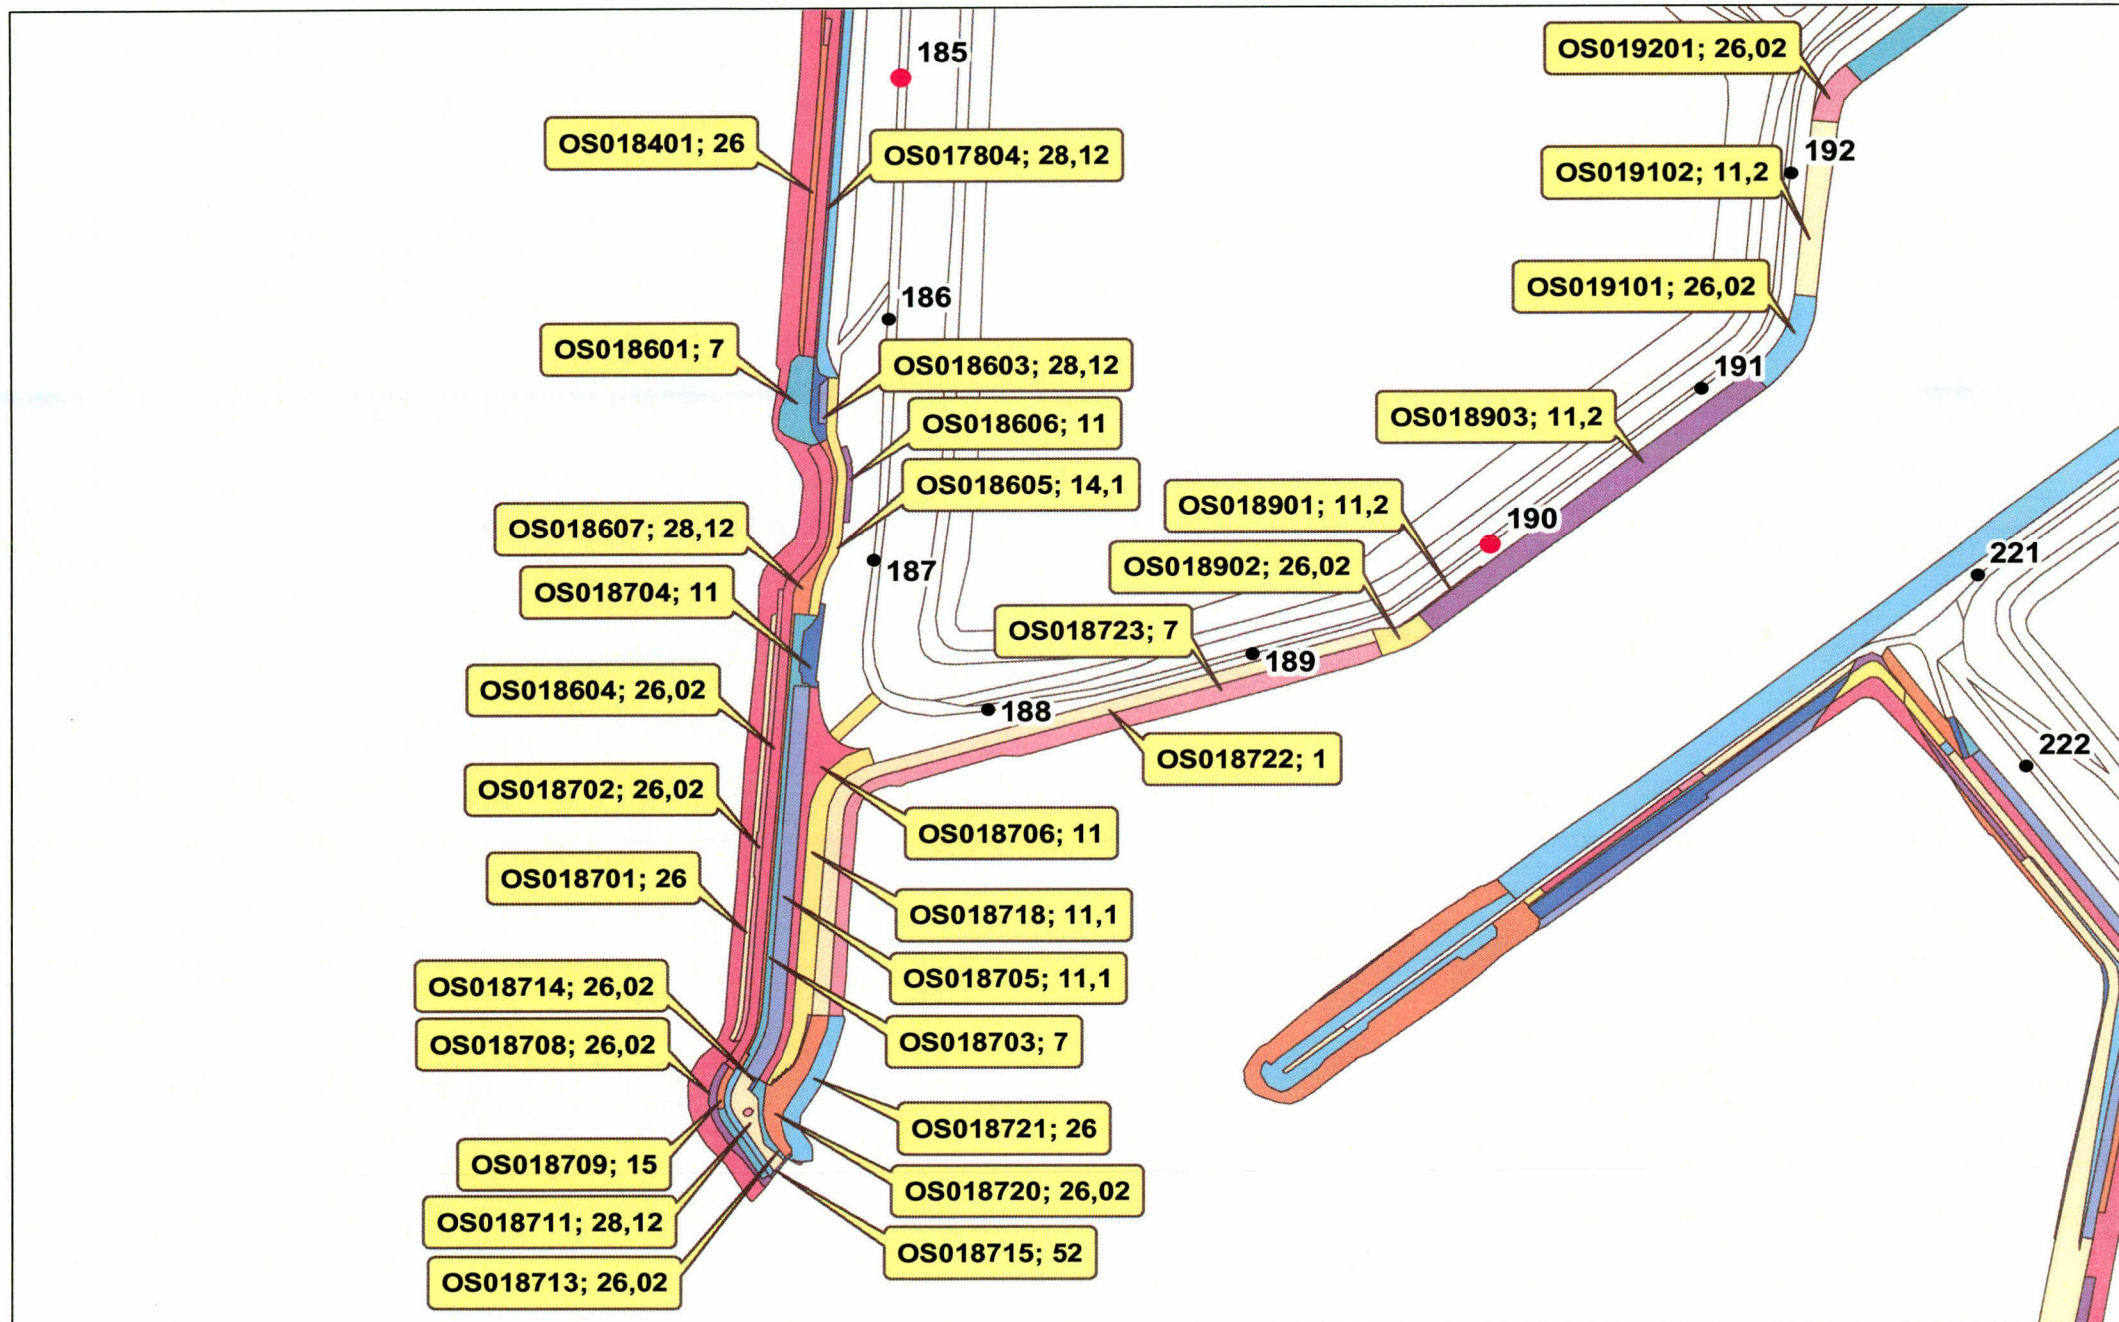 185
OS019201; 26,02
OS018401; 26
OS017804; 28,12
192
OS019102; 11,2
186
OS019101; 26,02
OS018601; 7
OS018603; 28,12
191
OS018606; 11
OS018903; 11,2
OS018605; 14,1
OS018901; 11,2
OS018607; 28,12
190
187
OS018902; 26,02
221
OS018704; 11
OS018723; 7
189
OS018604; 26,02
188
222
OS018722; 1
OS018702; 26,02
OS018706; 11
OS018701; 26
OS018718; 11,1
OS018705; 11,1
OS018714; 26,02
OS018708; 26,02
OS018703; 7
OS018721; 26
OS018709; 15
OS018720; 26,02
OS018711; 28,12
OS018715; 52
OS018713; 26,02